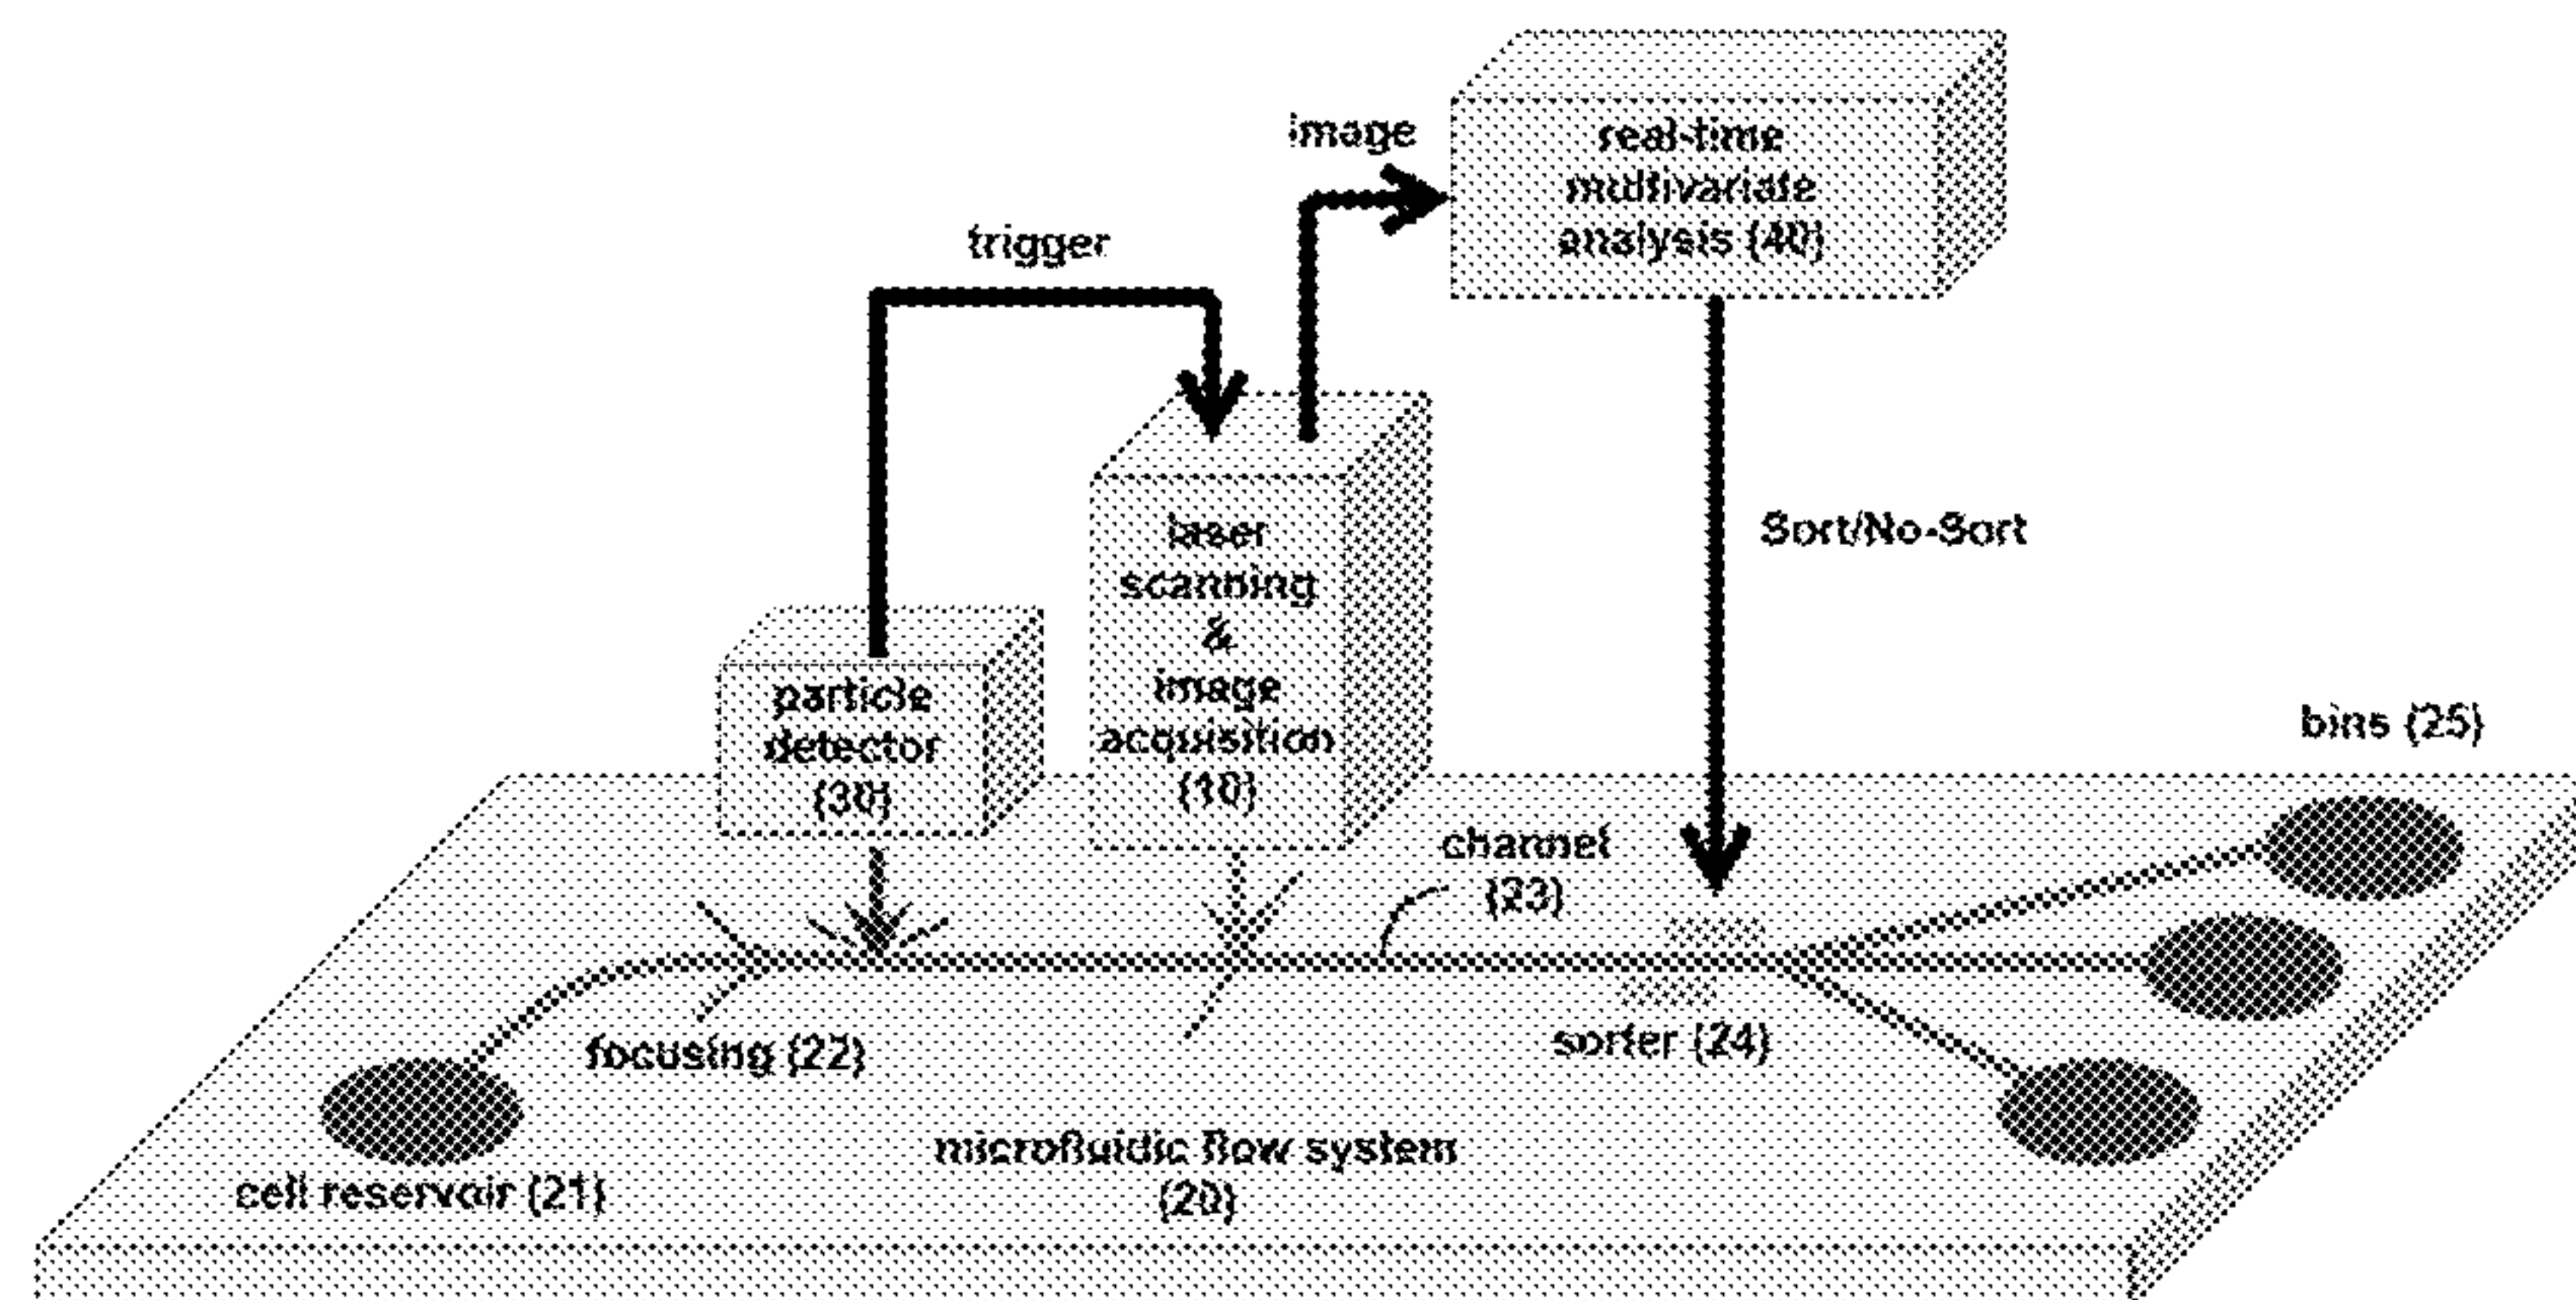 image
real-time
multivariate
analysis (40)
trigger
laser
scanning
&
image
acquisition
(10)
Sort/No-Sort
particle
detector
(30)
bins (25)
channel
(23)
focusing (22)
sorter (24)
microfluidic flow system
(20)
cell reservoir (21)